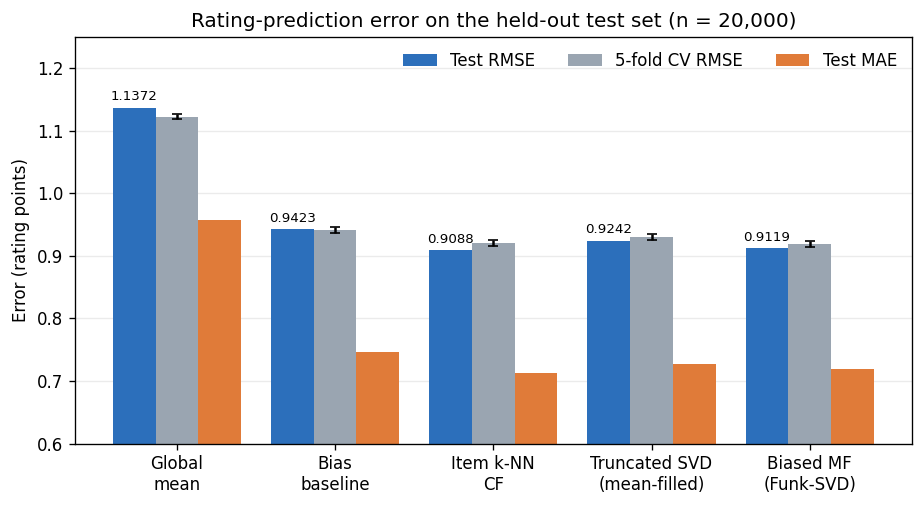 Rating-prediction error on the held-out test set (n = 20,000)
Test RMSE
5-fold CV RMSE
Test MAE
Error (rating points)
1.2
1.1
1.0
0.9
0.8
0.7
0.6
1.1372
0.9423
0.9088
0.9242
0.9119
Global
mean
Bias
baseline
Item k-NN
CF
Truncated SVD
(mean-filled)
Biased MF
(Funk-SVD)